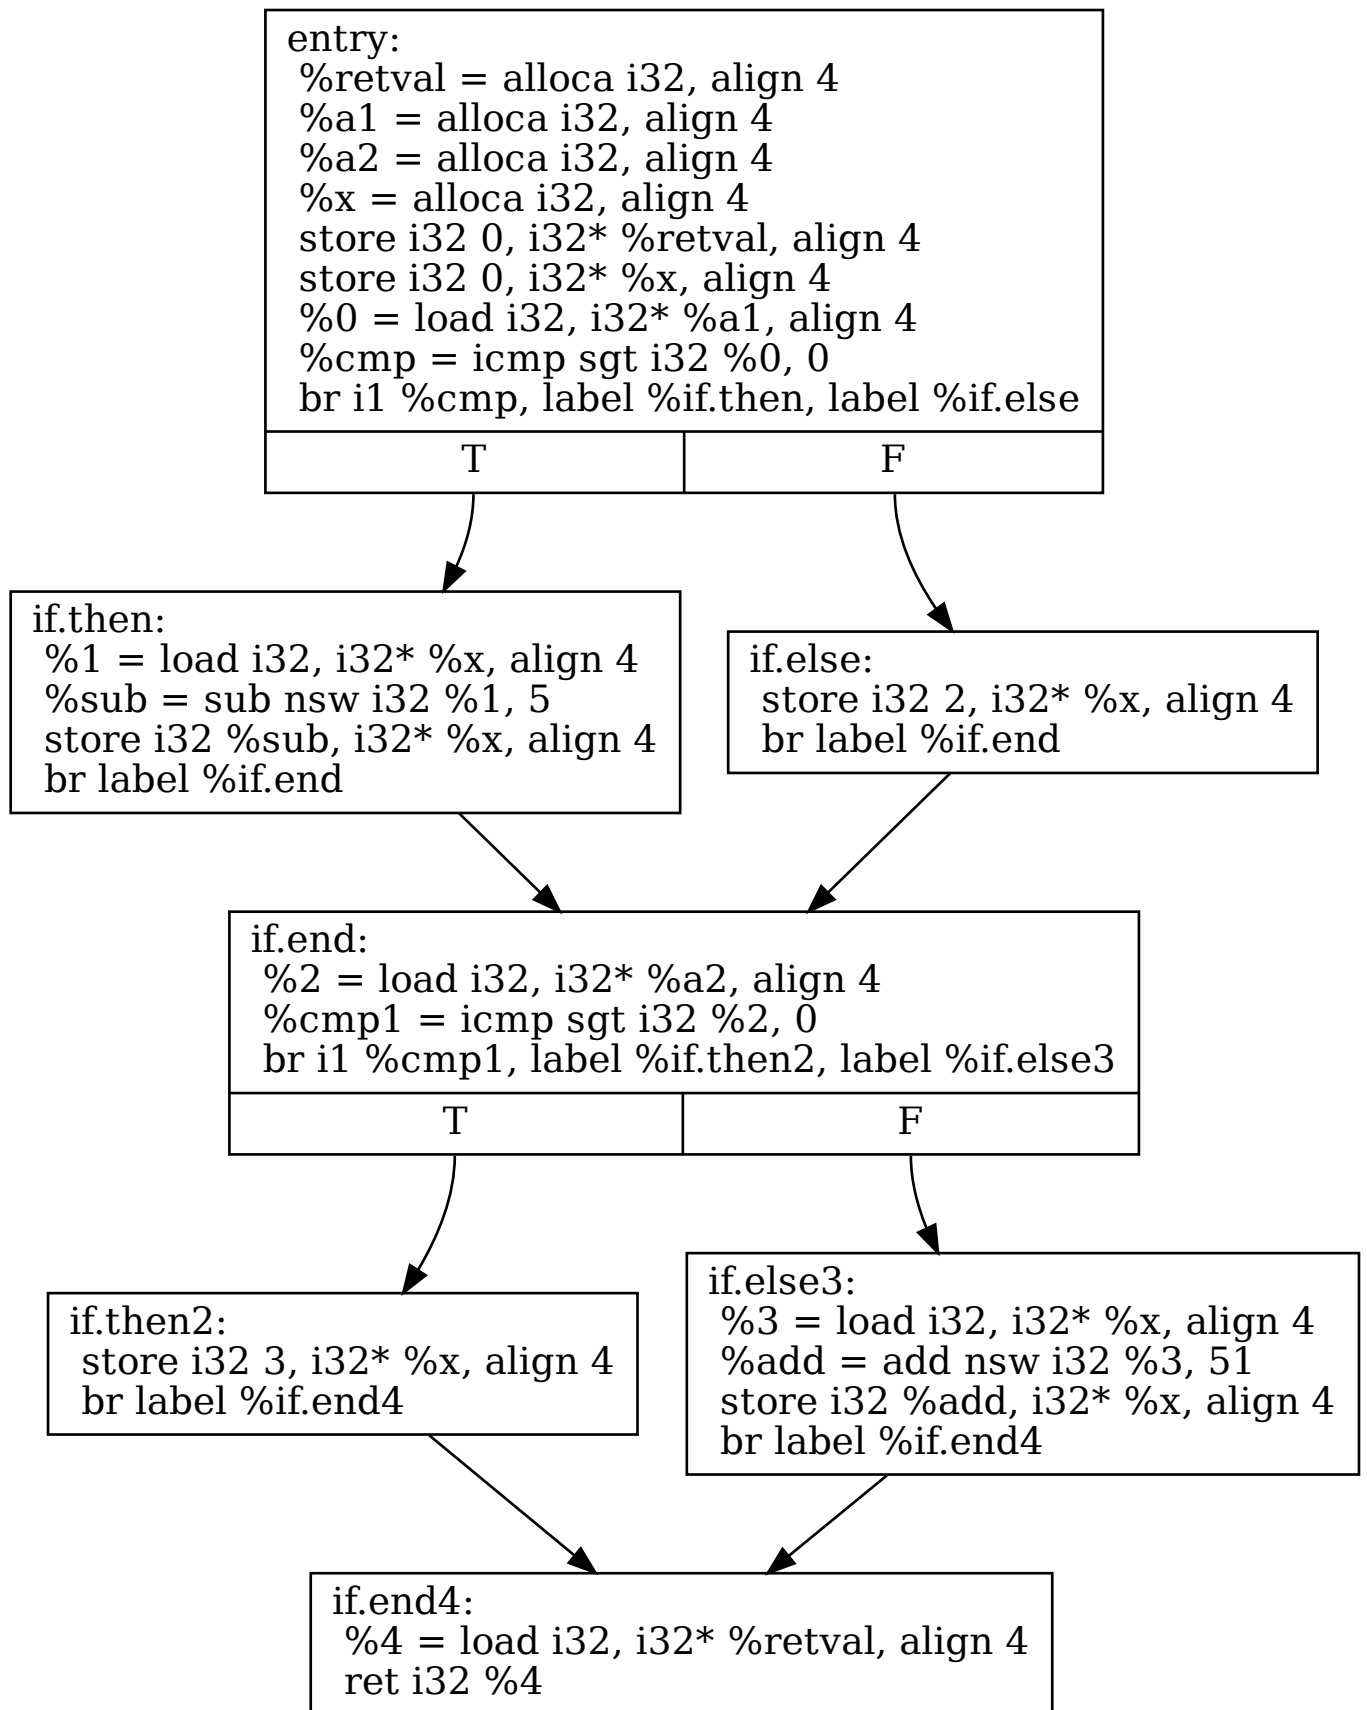 entry:
%retval = alloca i32, align 4
%a1 = alloca i32, align 4
%a2 = alloca i32, align 4
%x = alloca i32, align 4
store i32 0, i32* %retval, align 4
store i32 0, i32* %x, align 4
%0 = load i32, i32* %a1, align 4
%cmp = icmp sgt i32 %0, 0
br i1 %cmp, label %if.then, label %if.else
T
F
if.then:
%1 = load i32, i32* %x, align 4
%sub = sub nsw i32 %1, 5
store i32 %sub, i32* %x, align 4
br label %if.end
if.else:
store i32 2, i32* %x, align 4
br label %if.end
if.end:
%2 = load i32, i32* %a2, align 4
%cmp1 = icmp sgt i32 %2, 0
br i1 %cmp1, label %if.then2, label %if.else3
T
F
if.then2:
store i32 3, i32* %x, align 4
br label %if.end4
if.else3:
%3 = load i32, i32* %x, align 4
%add = add nsw i32 %3, 51
store i32 %add, i32* %x, align 4
br label %if.end4
if.end4:
%4 = load i32, i32* %retval, align 4
ret i32 %4